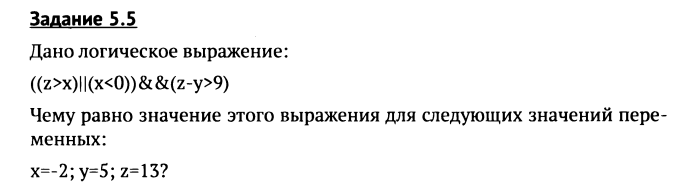 Задание 5.5
Дано логическое выражение:
((z>x)||(x<0))&&(z-y>9)
Чему равно значение этого выражения для следующих значений пере-
менных:
x=-2; y=5; z=13?